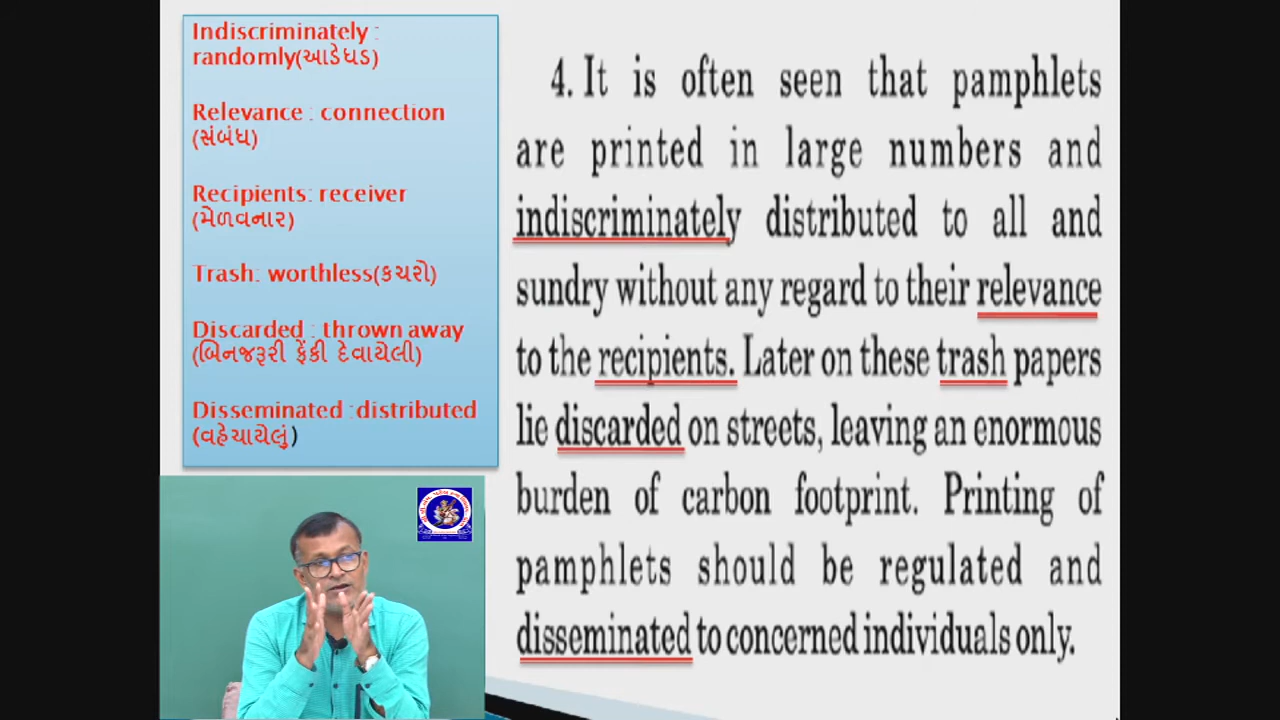 Indiscriminately :
randomly(આડેધડ)
Relevance : connection
(સંબંધ)
Recipients: receiver
(મેળવનાર)
Trash: worthless(કચરો)
Discarded : thrown away
(બિનજરૂરી ફેંકી દેવાયેલી)
Disseminated :distributed
(વહેચાયેલું)
4. It is often seen that pamphlets
are printed in large numbers and
indiscriminately distributed to all and
sundry without any regard to their relevance
to the recipients. Later on these trash papers
lie discarded on streets, leaving an enormous
burden of carbon footprint. Printing of
pamphlets should be regulated and
disseminated to concerned individuals only.